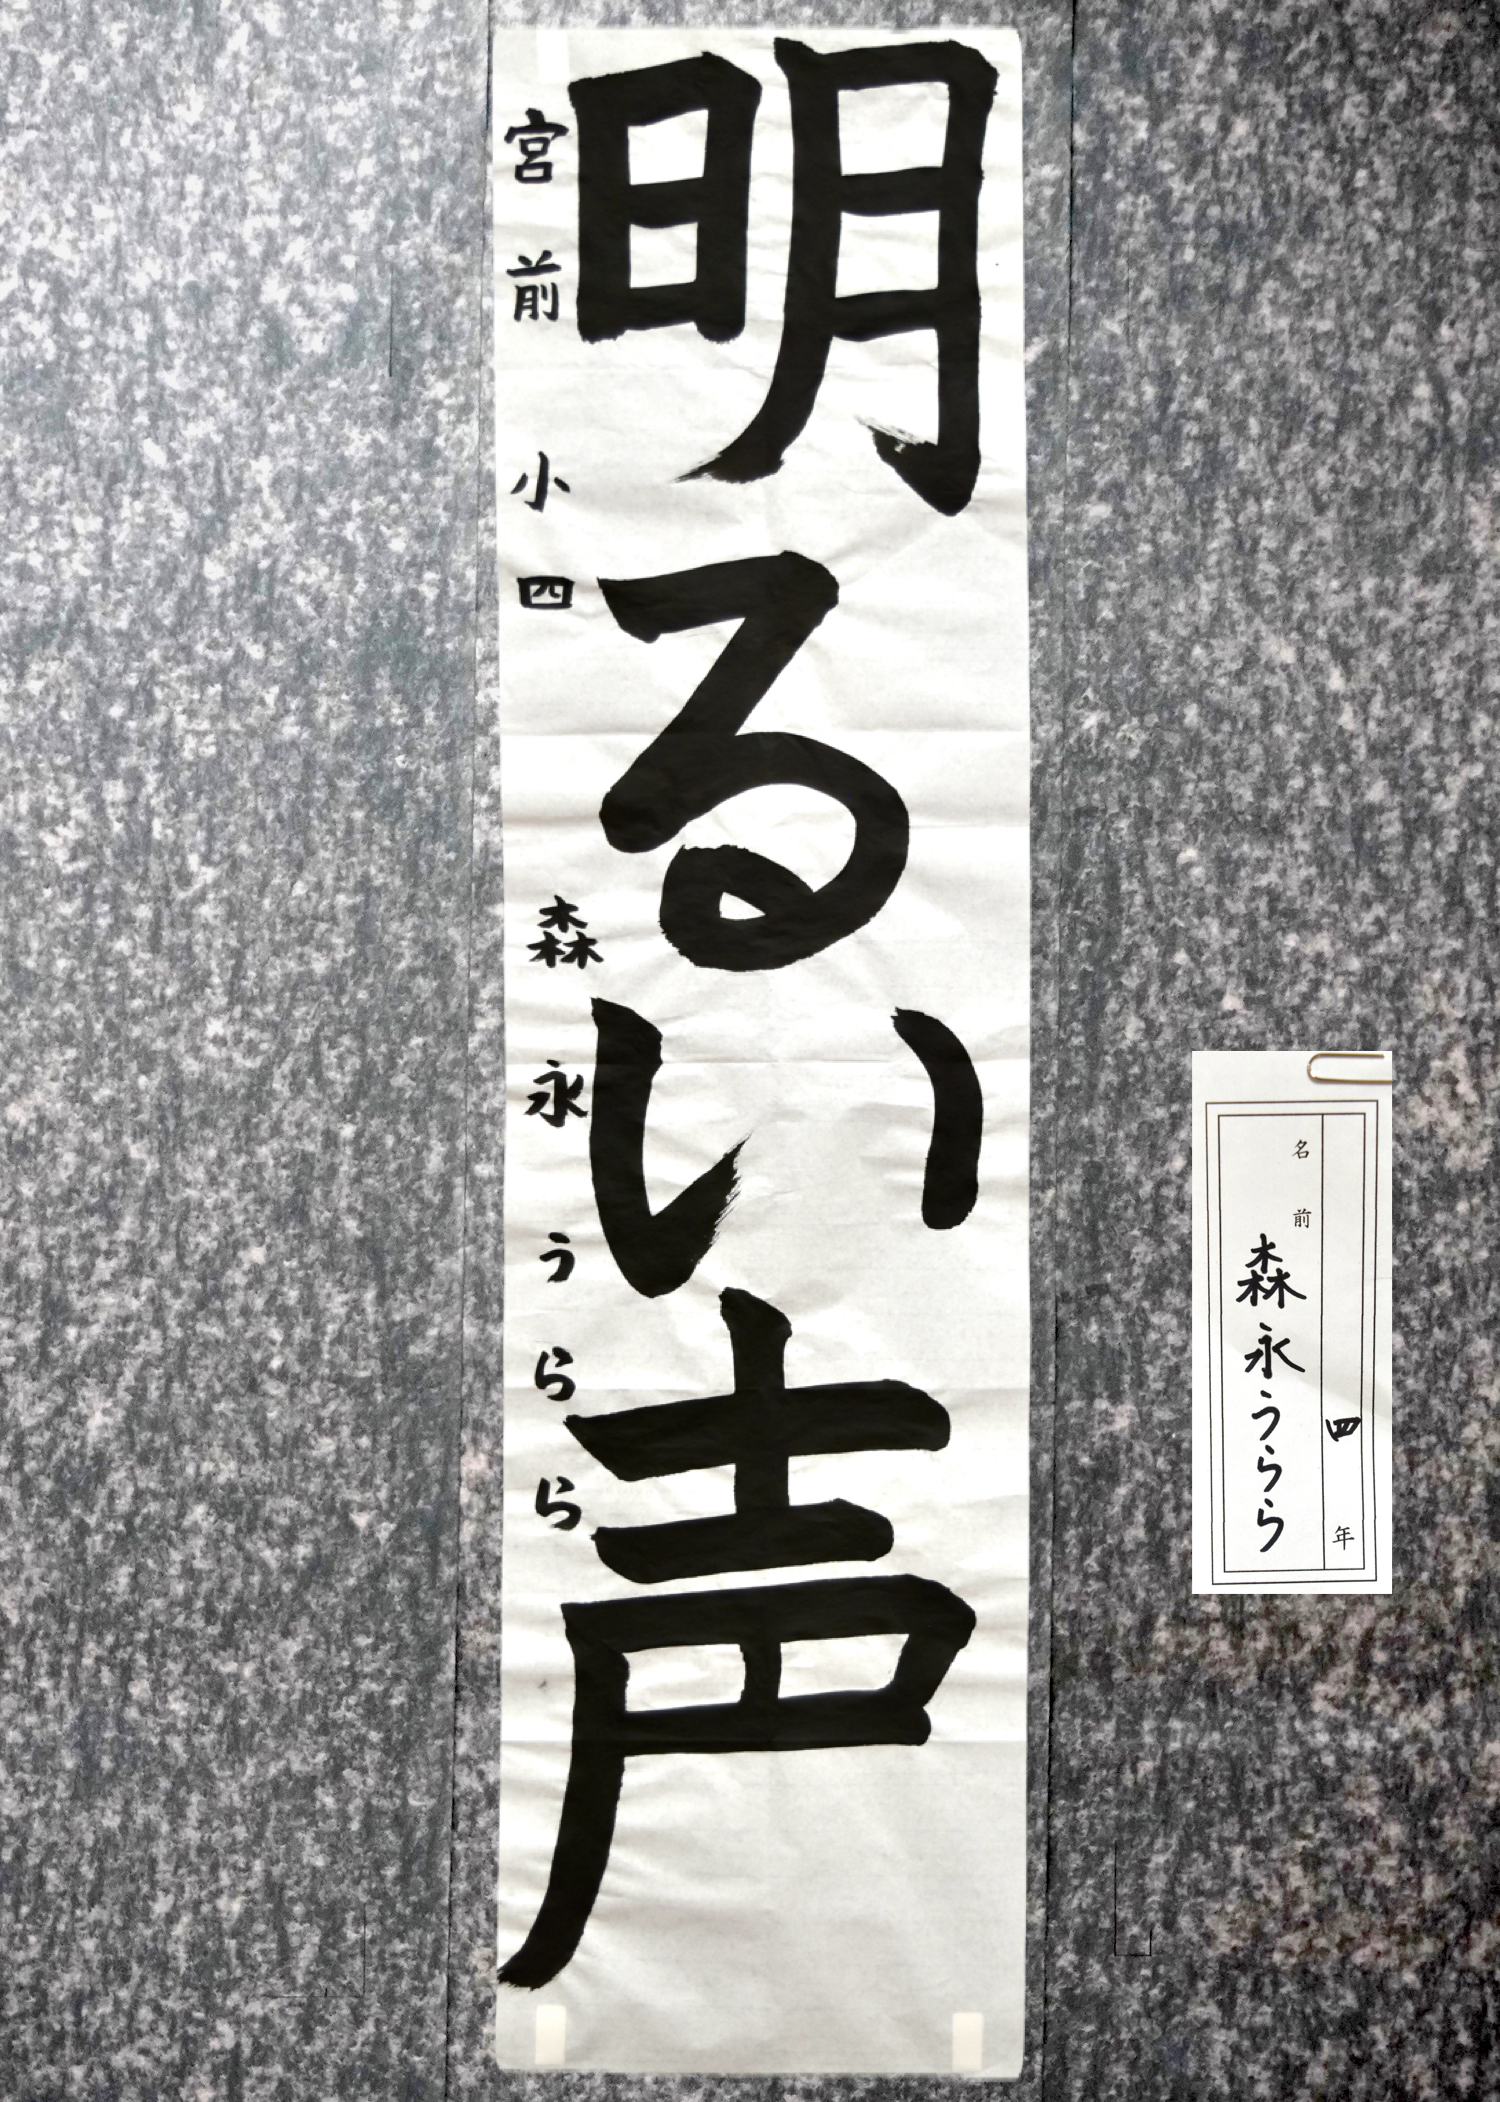 明るい声
宮前小四 森永うらら
四年
名前 森永うらら